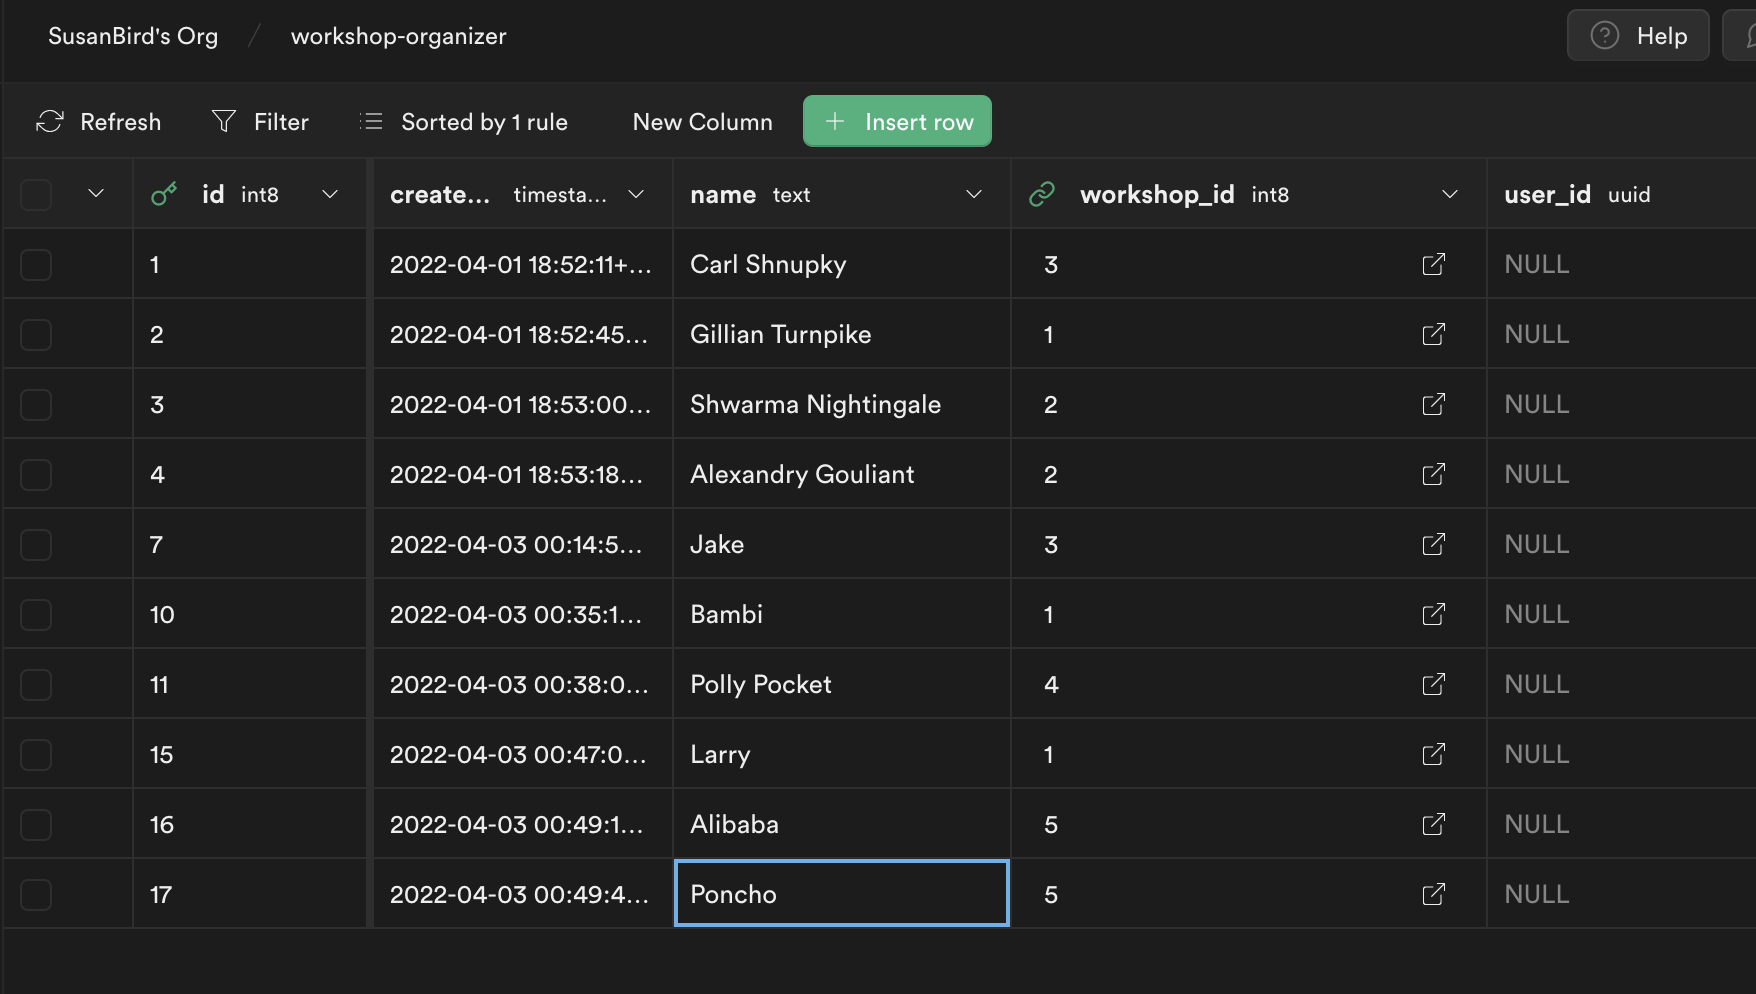 SusanBird's Org / workshop-organizer Help
Refresh Filter Sorted by 1 rule New Column + Insert row
id int8 create... timesta... name text workshop_id int8 user_id uuid
1 2022-04-01 18:52:11+... Carl Shnupky 3 NULL
2 2022-04-01 18:52:45... Gillian Turnpike 1 NULL
3 2022-04-01 18:53:00... Shwarma Nightingale 2 NULL
4 2022-04-01 18:53:18... Alexandry Gouliant 2 NULL
7 2022-04-03 00:14:5... Jake 3 NULL
10 2022-04-03 00:35:1... Bambi 1 NULL
11 2022-04-03 00:38:0... Polly Pocket 4 NULL
15 2022-04-03 00:47:0... Larry 1 NULL
16 2022-04-03 00:49:1... Alibaba 5 NULL
17 2022-04-03 00:49:4... Poncho 5 NULL